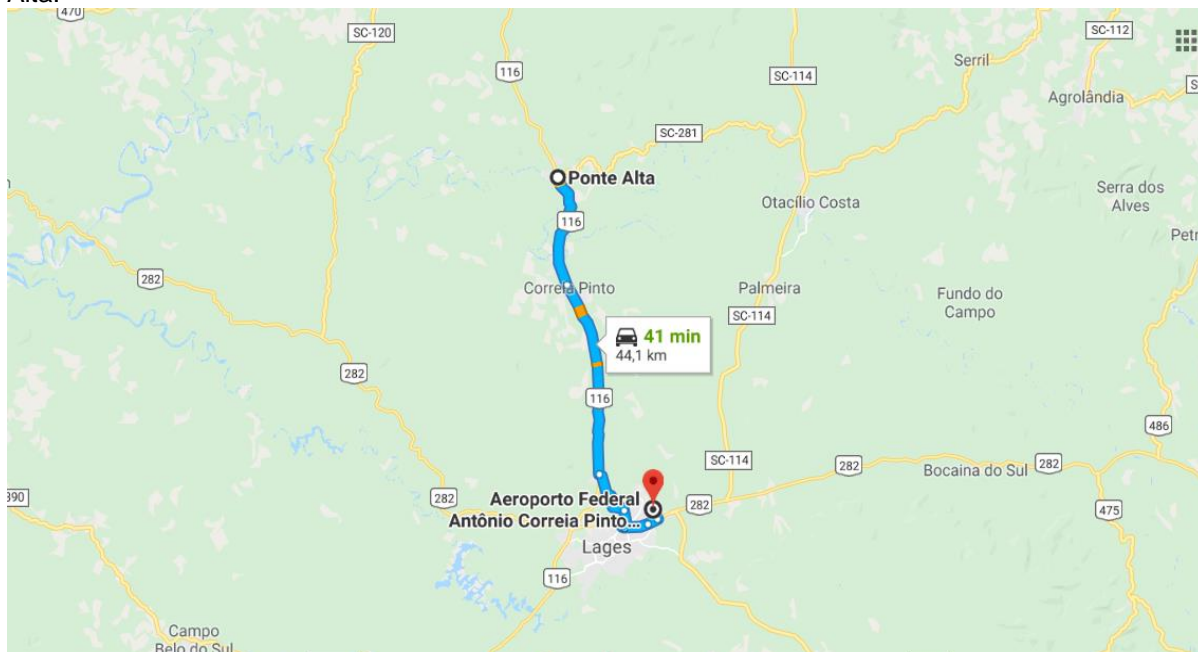 Alta:
470
SC-120
SC-112
Serril
116
SC-114
Agrolândia
SC-281
Ponte Alta
Serra dos
Alves
Otacílio Costa
116
282
Correia Pinto
Palmeira
Fundo do
Campo
SC-114
41 min
44,1 km
282
116
486
SC-114
282
Bocaina do Sul
282
390
282
Aeroporto Federal
Antônio Correia Pinto...
282
475
Lages
116
Campo
Belo do Sul